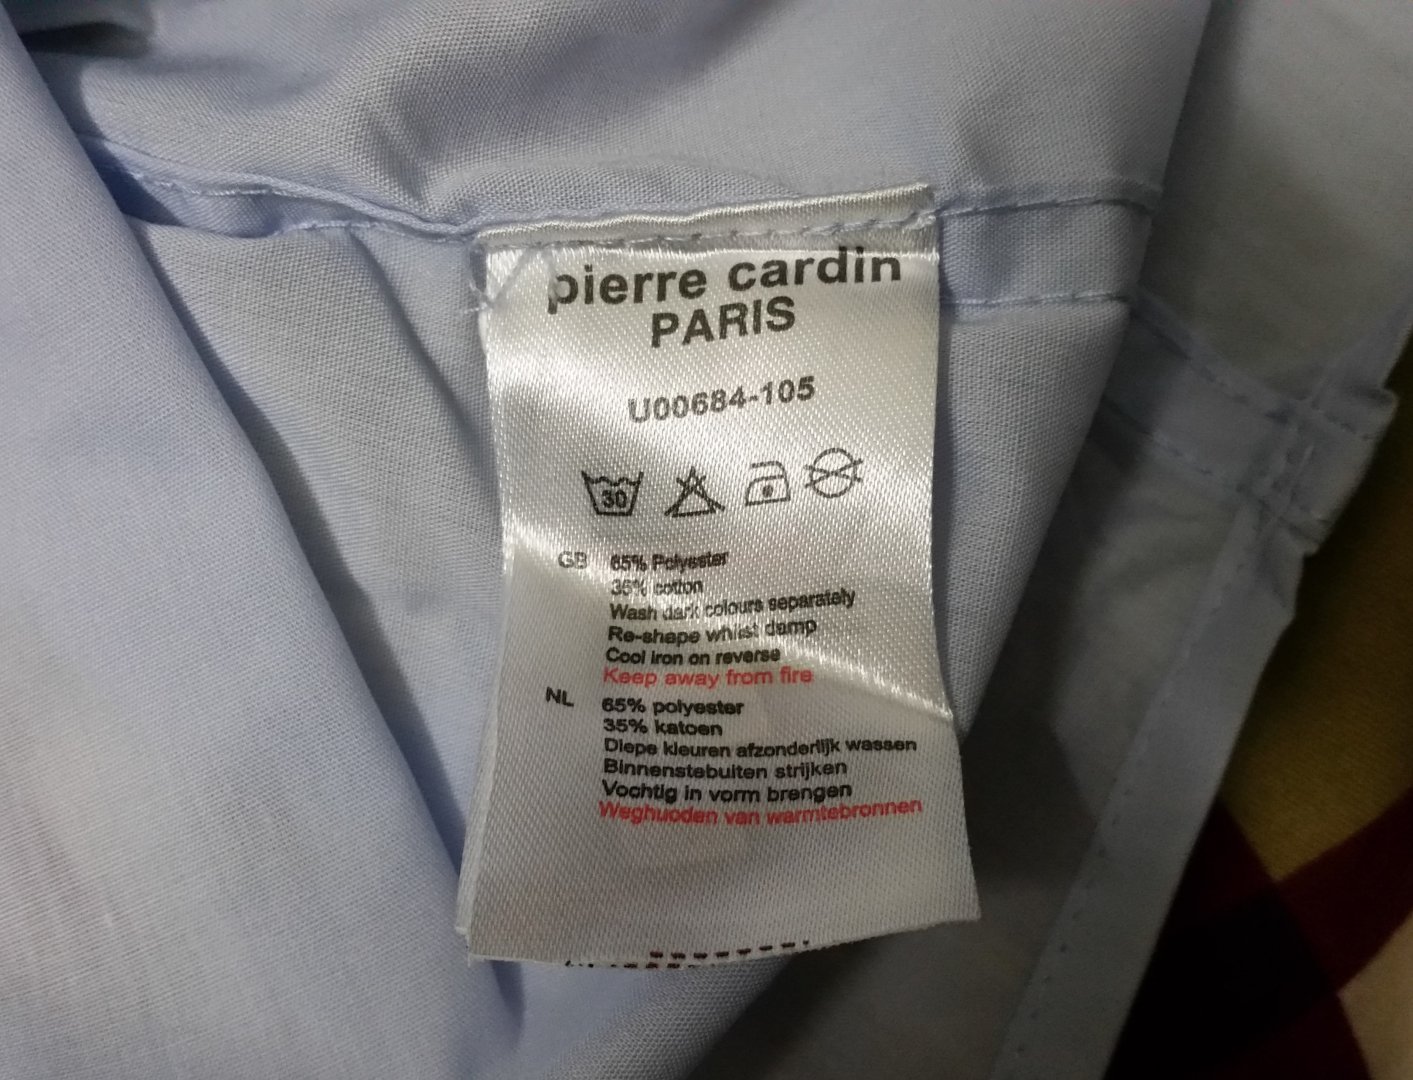 pierre cardin
PARIS
U00684-105
30
GB 65% Polyester
35% cotton
Wash dark colours separately
Re-shape whilst damp
Cool iron on reverse
Keep away from fire
NL 65% polyester
35% katoen
Diepe kleuren afzonderlijk wassen
Binnenstebuiten strijken
Vochtig in vorm brengen
Weghuoden van warmtebronnen